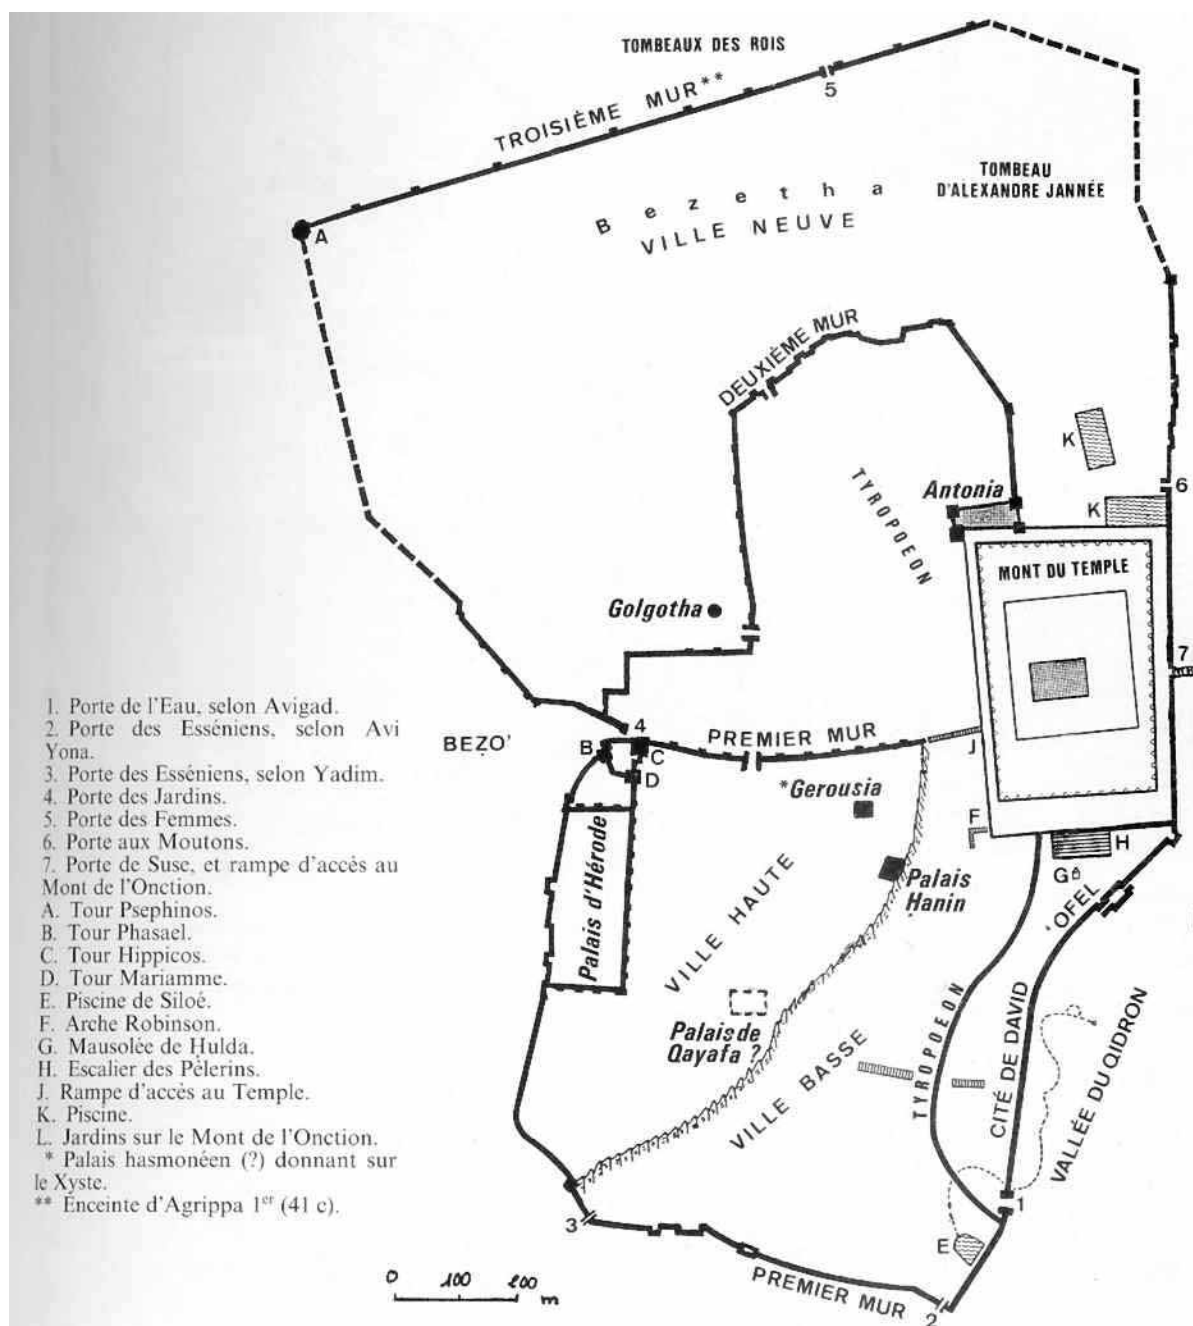 TOMBEAUX DES ROIS
5
TROISIÈME MUR**
TOMBEAU
D'ALEXANDRE JANNÉE
Bezetha
VILLE NEUVE
A
DEUXIÈME MUR
K
TYROPOEON
Antonia
K
6
MONT DU TEMPLE
Golgotha
7
4
PREMIER MUR
BEZO'
B
C
D
J
*Gerousia
F
H
G
Palais d'Hérode
VILLE HAUTE
Palais
Hanin
'OFEL
Palais de
Qayafa ?
VILLE BASSE
TYROPOEON
CITÉ DE DAVID
VALLÉE DU QIDRON
1
3
E
PREMIER MUR
2
0 100 200
m
1. Porte de l'Eau, selon Avigad.
2. Porte des Esséniens, selon Avi
Yona.
3. Porte des Esséniens, selon Yadim.
4. Porte des Jardins.
5. Porte des Femmes.
6. Porte aux Moutons.
7. Porte de Suse, et rampe d'accès au
Mont de l'Onction.
A. Tour Psephinos.
B. Tour Phasael.
C. Tour Hippicos.
D. Tour Mariamme.
E. Piscine de Siloé.
F. Arche Robinson.
G. Mausolée de Hulda.
H. Escalier des Pèlerins.
J. Rampe d'accès au Temple.
K. Piscine.
L. Jardins sur le Mont de l'Onction.
* Palais hasmonéen (?) donnant sur
le Xyste.
** Enceinte d'Agrippa 1er (41 c).